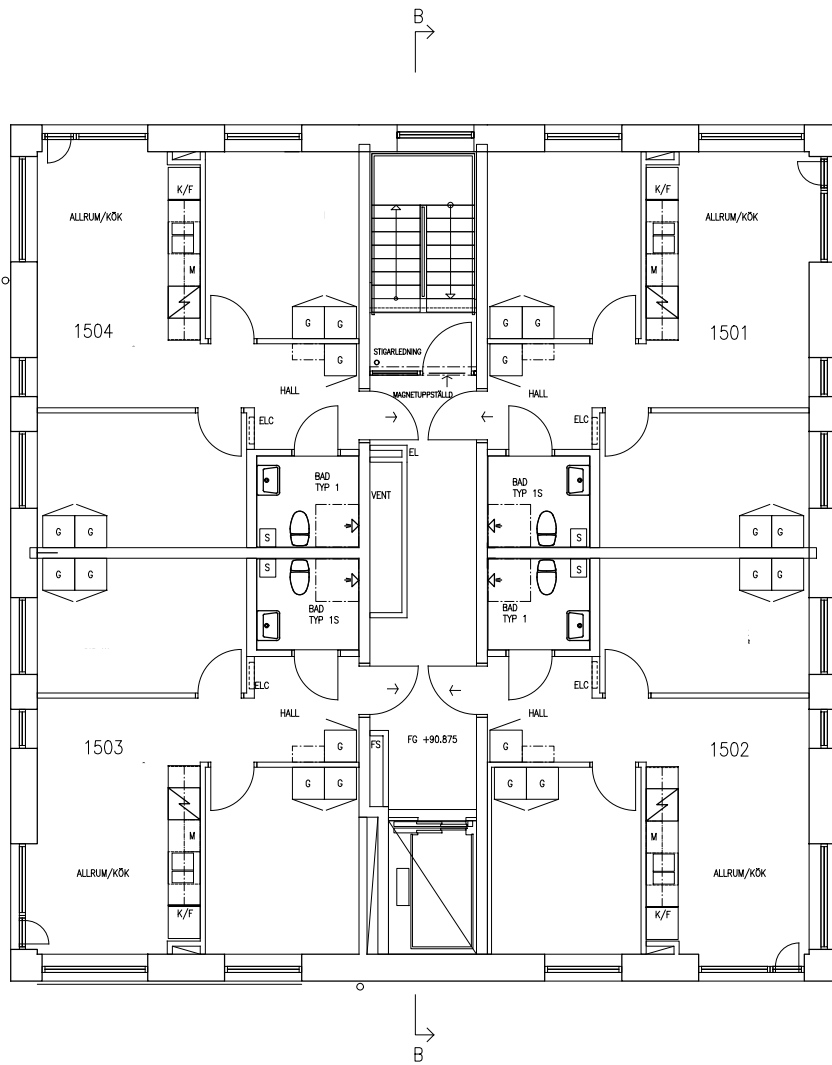 B
K/F
K/F
ALLRUM/KÖK
ALLRUM/KÖK
M
M
G G
G G
1504
1501
STIGARLEDNING
G
G
HALL
MAGNETUPPSTÄLLD
HALL
ELC
ELC
EL
BAD
TYP 1
BAD
TYP 1S
VENT
G G
G G
S
S
G G
G G
S
S
BAD
TYP 1S
BAD
TYP 1
ELC
ELC
HALL
HALL
1503
FS
FG +90.875
1502
G
G
G G
G G
M
M
ALLRUM/KÖK
ALLRUM/KÖK
K/F
K/F
B